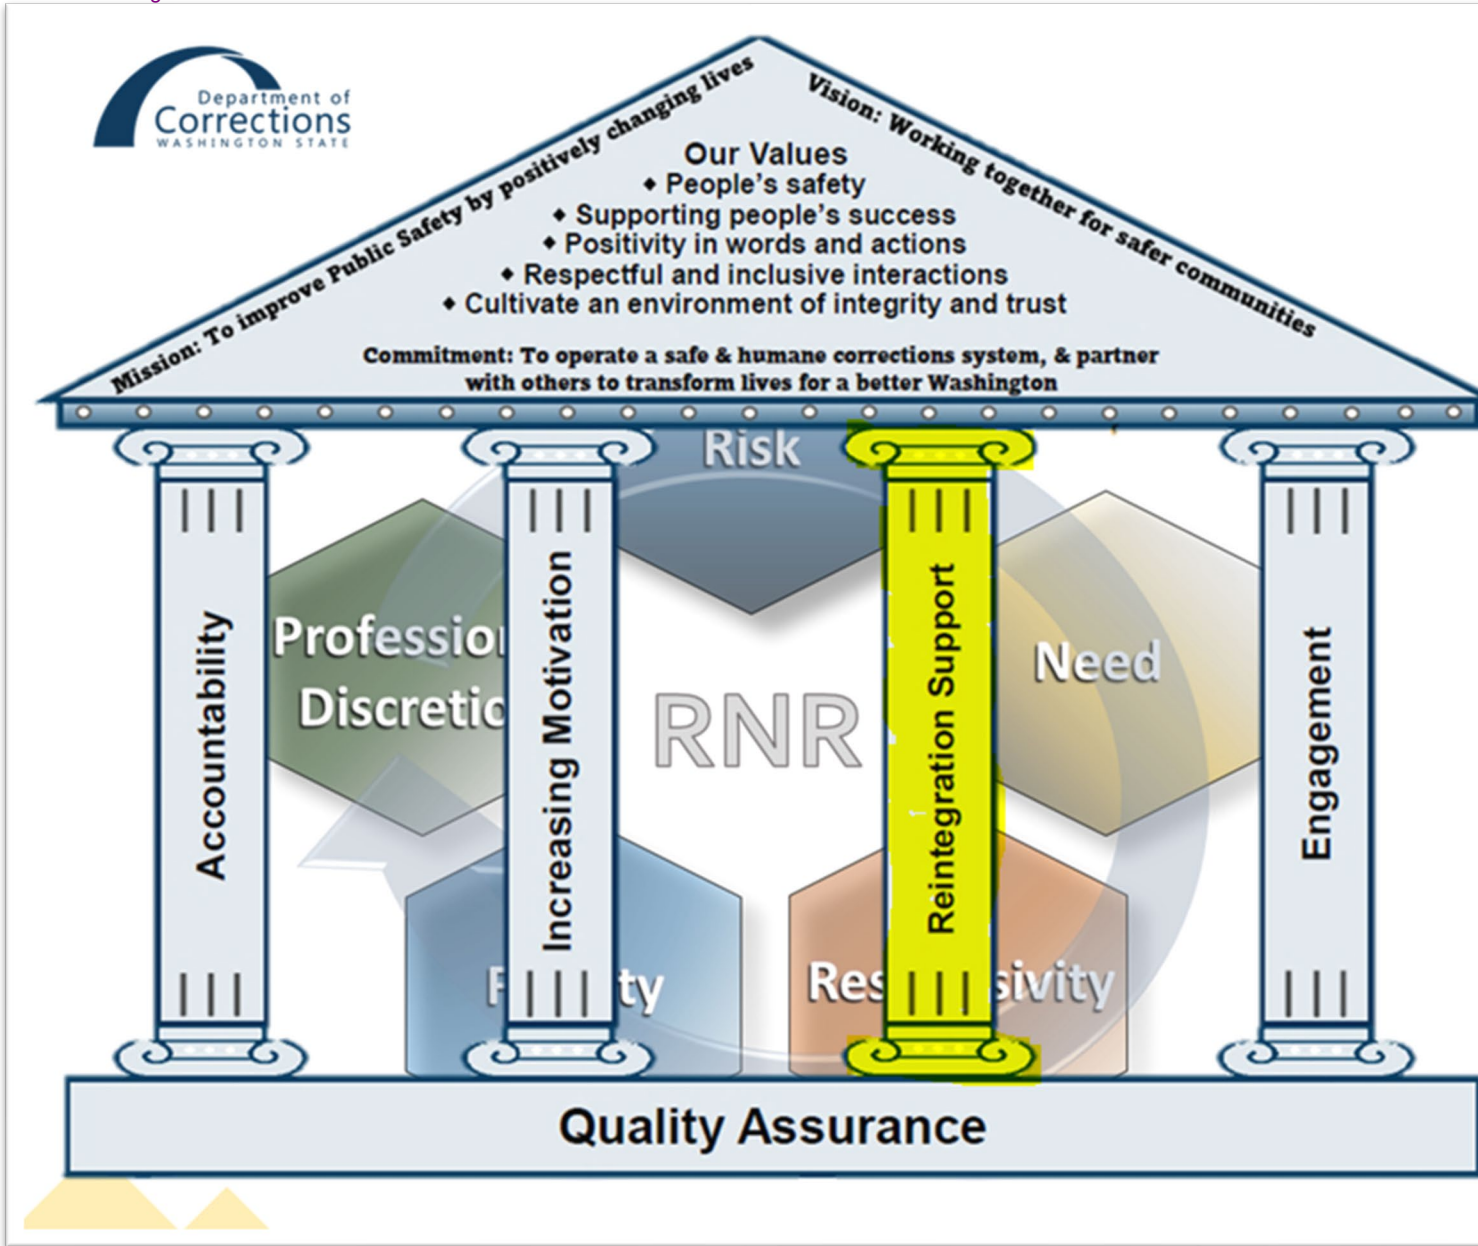 Department of
Corrections
WASHINGTON STATE
Mission: To improve Public Safety by positively changing lives
Vision: Working together for safer communities
Our Values
♦ People's safety
♦ Supporting people's success
♦ Positivity in words and actions
♦ Respectful and inclusive interactions
♦ Cultivate an environment of integrity and trust
Commitment: To operate a safe & humane corrections system, & partner
with others to transform lives for a better Washington
Risk
Accountability
Increasing Motivation
RNR
Reintegration Support
Need
Engagement
Quality Assurance